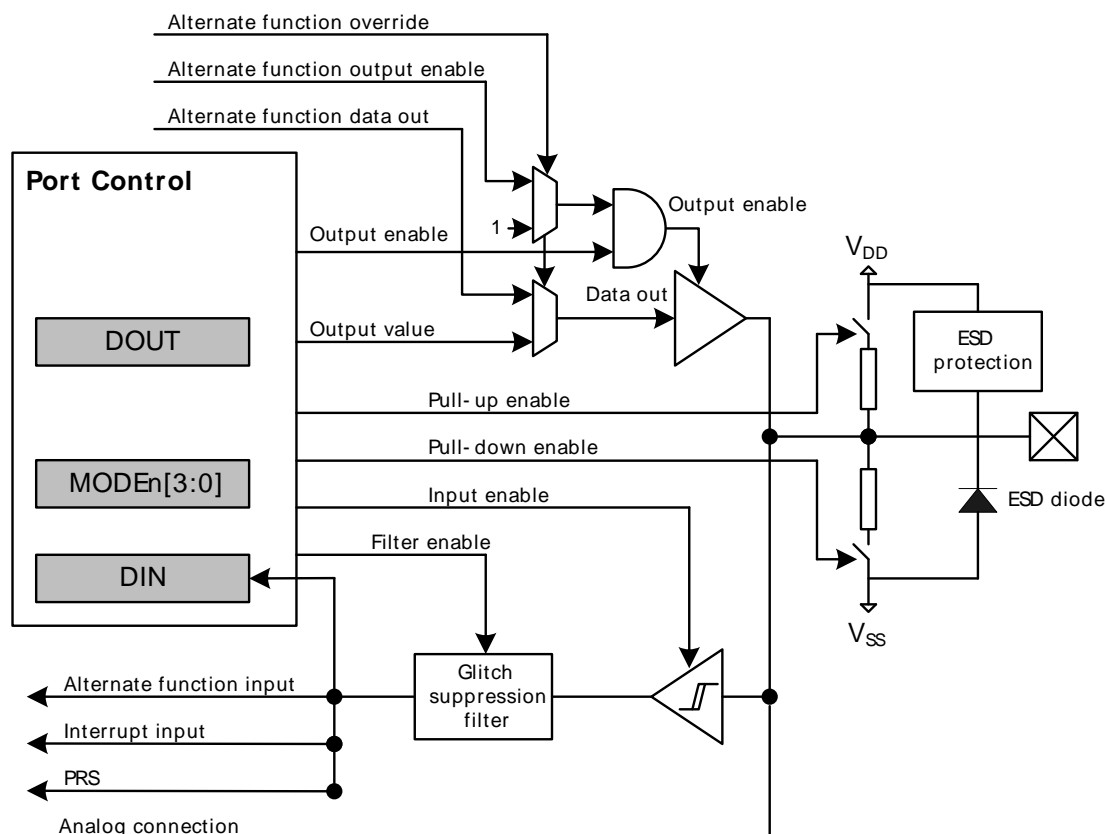 Alternate function override
Alternate function output enable
Alternate function data out
Port Control
Output enable
1
Output enable
VDD
Data out
DOUT
Output value
ESD
protection
Pull-up enable
Pull-down enable
MODEn[3:0]
Input enable
ESD diode
Filter enable
DIN
VSS
Glitch
suppression
filter
Alternate function input
Interrupt input
PRS
Analog connection